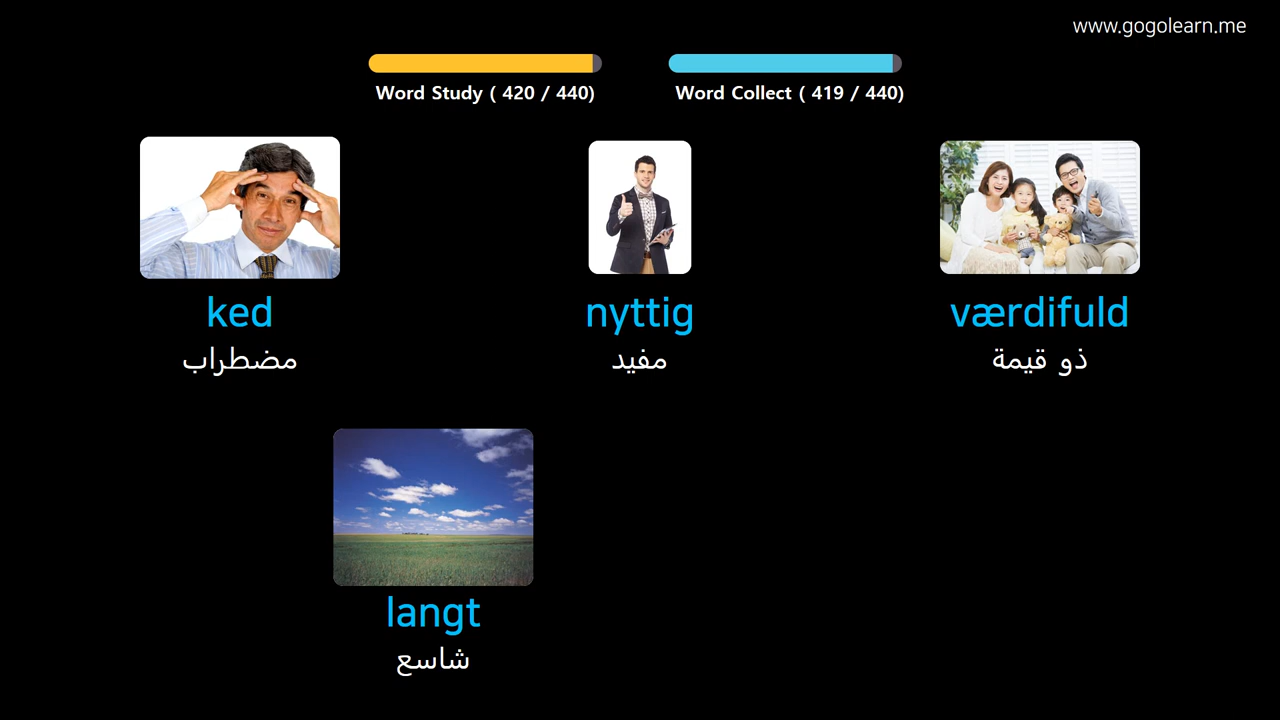 www.gogolearn.me
Word Study ( 420 / 440)
Word Collect ( 419 / 440)
ked
مضطراب
nyttig
مفيد
værdifuld
ذو قيمة
langt
شاسع